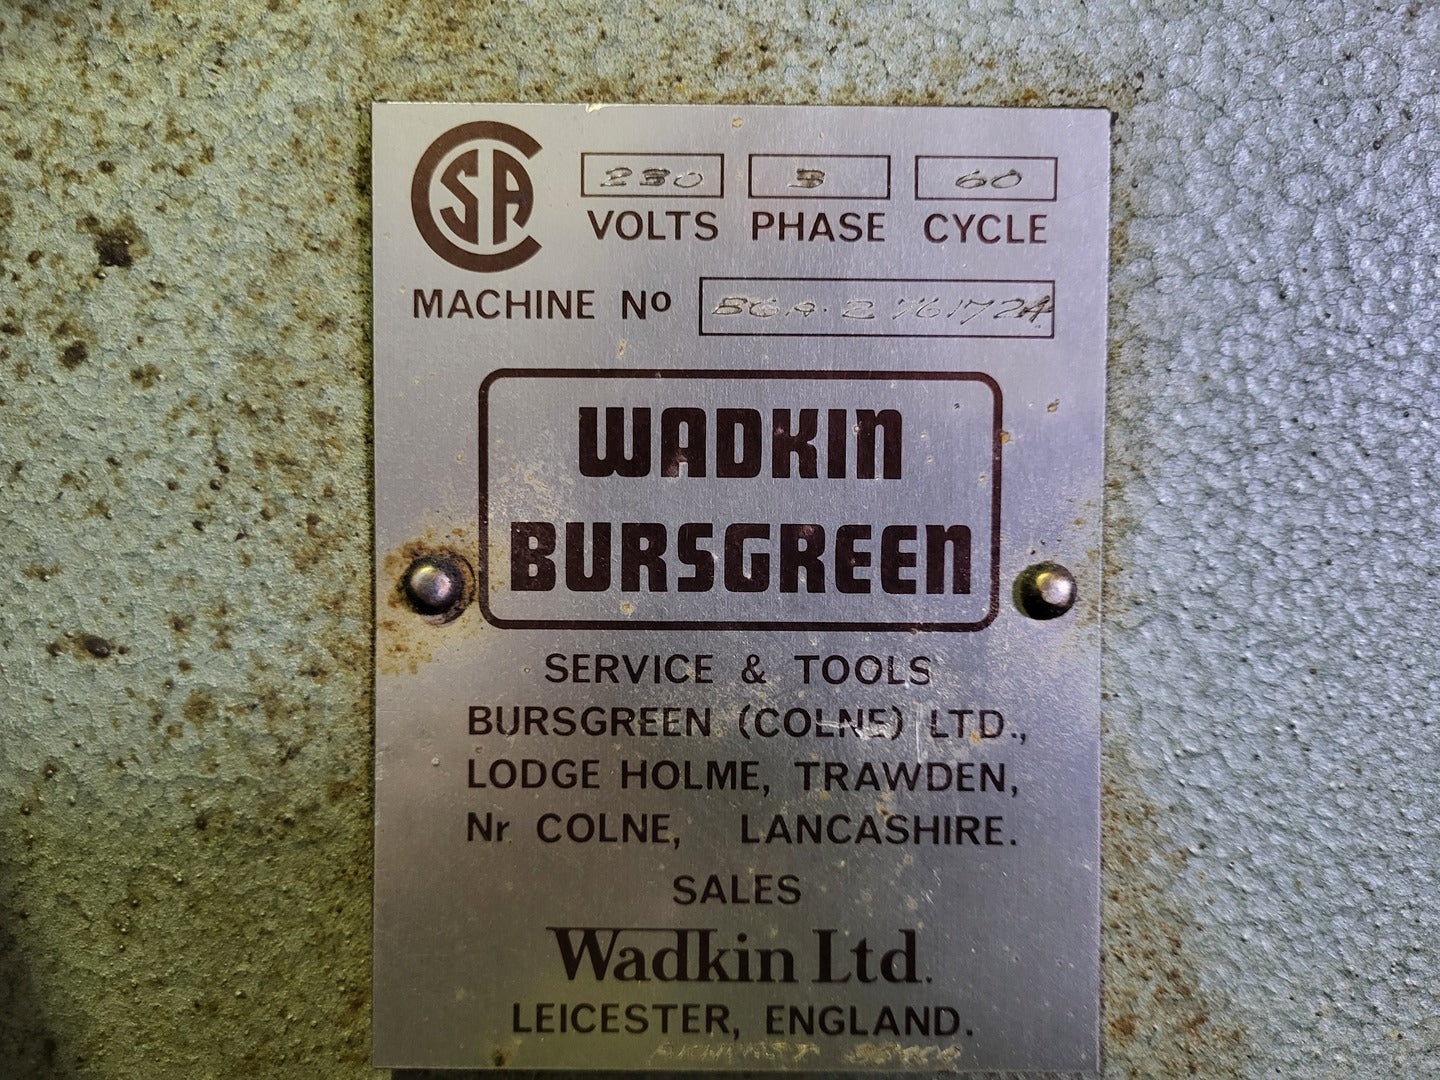 CSA
230 3 60
VOLTS PHASE CYCLE
MACHINE No
WADKIN
BURSGREEN
SERVICE & TOOLS
BURSGREEN (COLNE) LTD.,
LODGE HOLME, TRAWDEN,
Nr COLNE, LANCASHIRE.
SALES
Wadkin Ltd.
LEICESTER, ENGLAND.